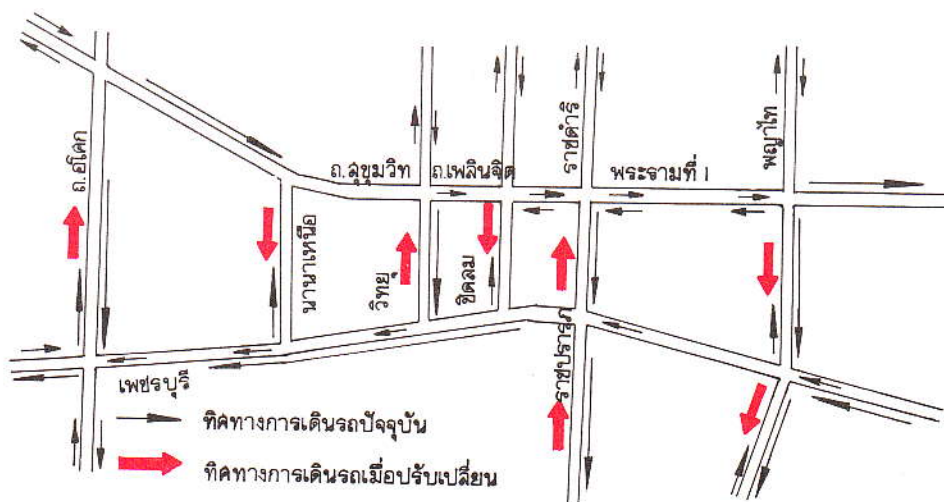 ถ.อโศก
นานาเหนือ
ถ.สุขุมวิท
วิทยุ
ถ.เพลินจิต
ชิดลม
ราชดำริ
ราชปรารภ
พระรามที่ 1
พญาไท
เพชรบุรี
ทิศทางการเดินรถปัจจุบัน
ทิศทางการเดินรถเมื่อปรับเปลี่ยน